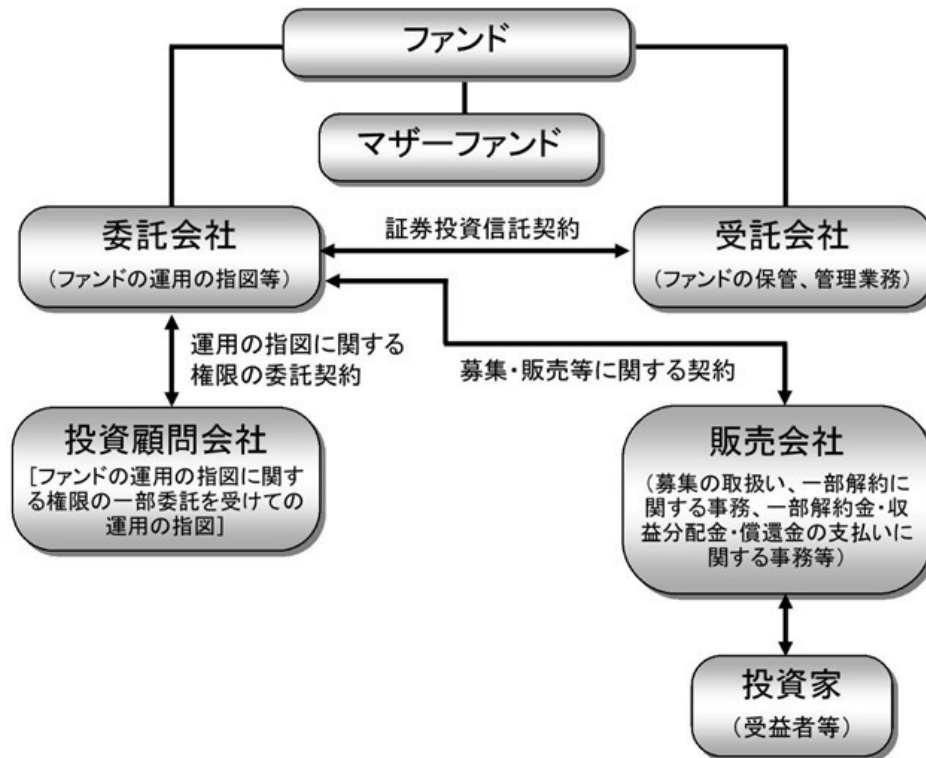 ファンド
マザーファンド
委託会社
(ファンドの運用の指図等)
証券投資信託契約
受託会社
(ファンドの保管、管理業務)
運用の指図に関する
権限の委託契約
募集・販売等に関する契約
投資顧問会社
[ファンドの運用の指図に関す
る権限の一部委託を受けての
運用の指図]
販売会社
(募集の取扱い、一部解約に
関する事務、一部解約金・収
益分配金・償還金の支払いに
関する事務等)
投資家
(受益者等)